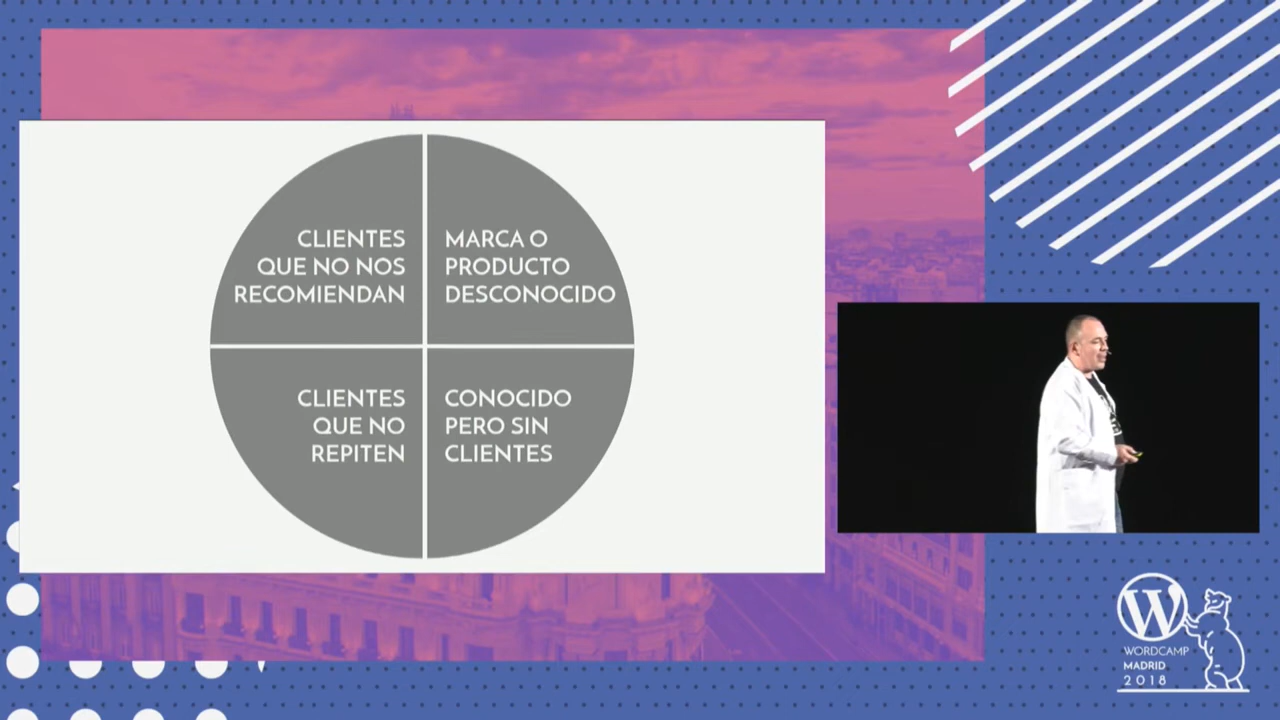 CLIENTES
QUE NO NOS
RECOMIENDAN
MARCA O
PRODUCTO
DESCONOCIDO
CLIENTES
QUE NO
REPITEN
CONOCIDO
PERO SIN
CLIENTES
WORDCAMP
MADRID
2018